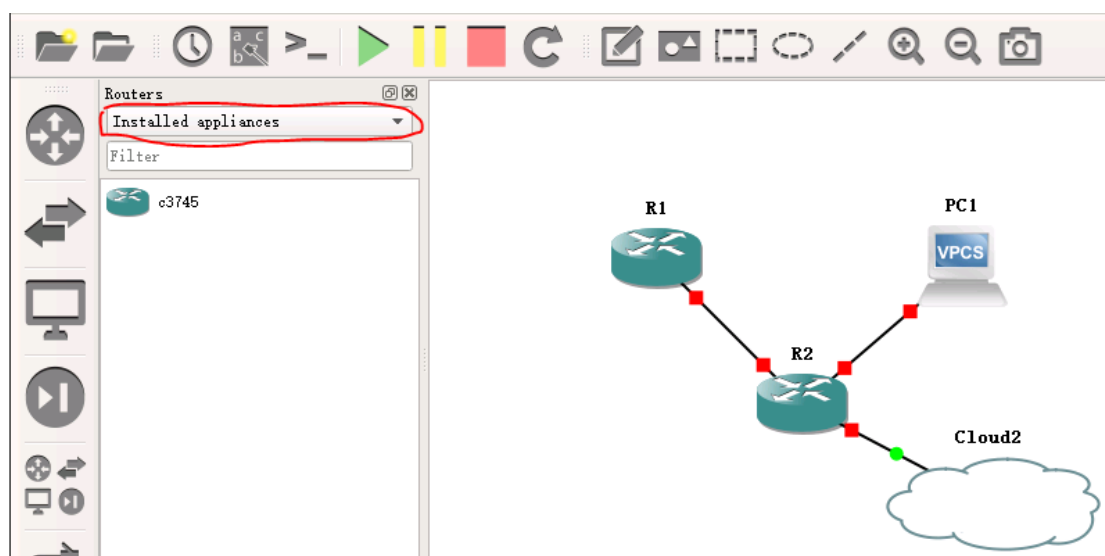 a c
b
>_
Routers
Installed appliances
Filter
c3745
R1
PC1
VPCS
R2
Cloud2